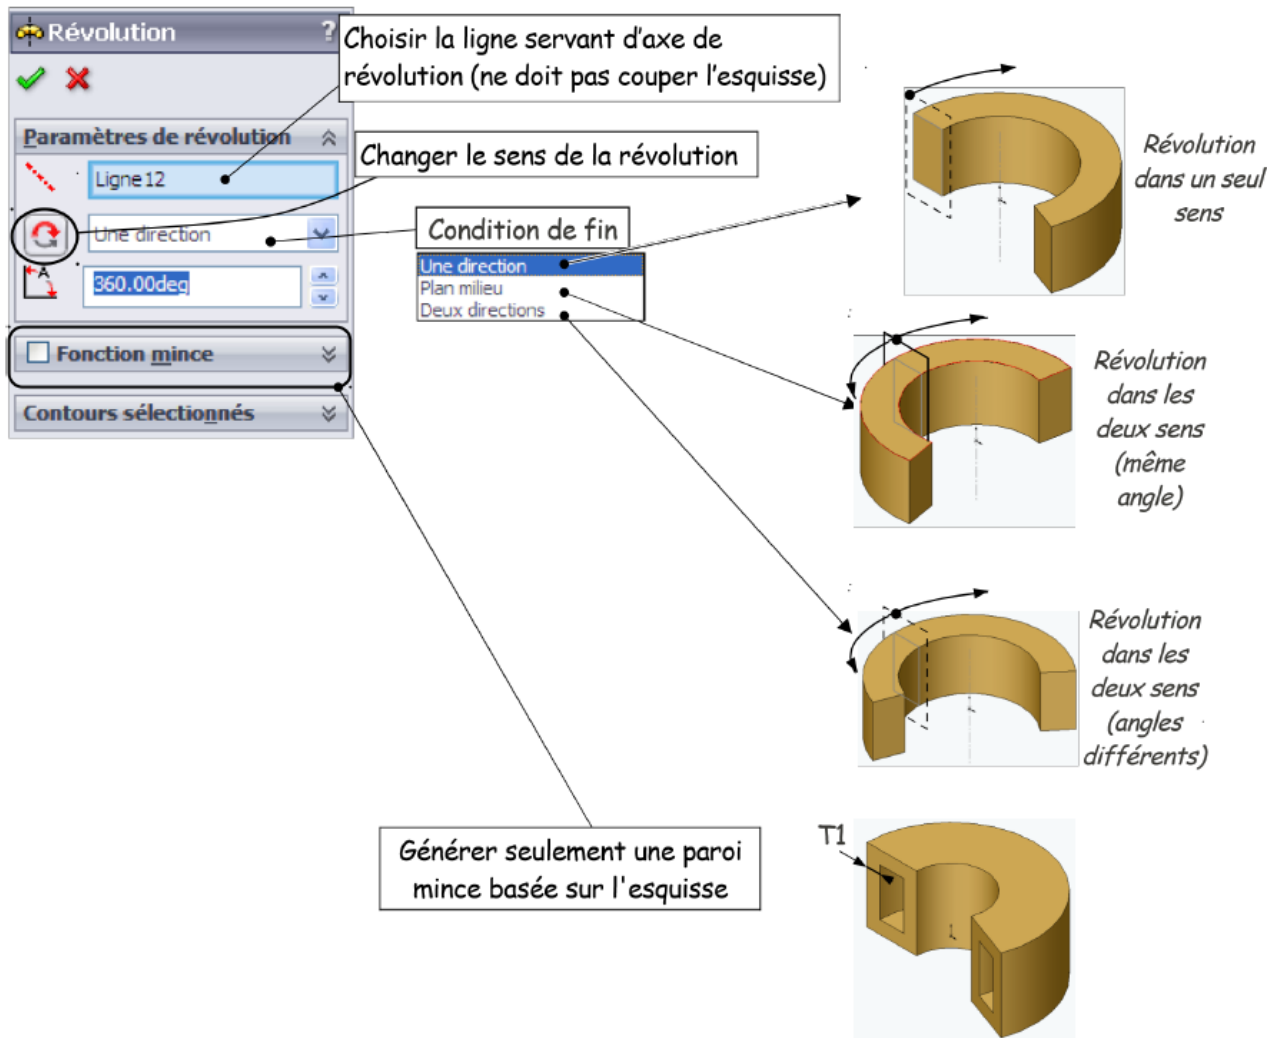 Révolution ?
Choisir la ligne servant d'axe de
révolution (ne doit pas couper l'esquisse)
Paramètres de révolution
Changer le sens de la révolution
Ligne12
Une direction
360.00deg
Condition de fin
Une direction
Plan milieu
Deux directions
Fonction mince
Contours sélectionnés
Révolution
dans un seul
sens
Révolution
dans les
deux sens
(même
angle)
Révolution
dans les
deux sens
(angles
différents)
Générer seulement une paroi
mince basée sur l'esquisse
T1
A